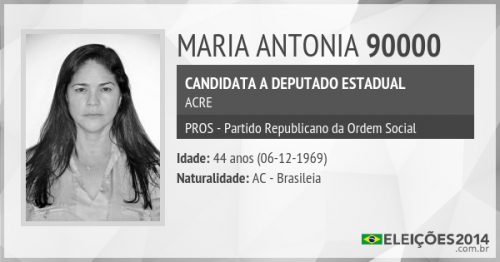 MARIA ANTONIA 90000
CANDIDATA A DEPUTADO ESTADUAL
ACRE
PROS - Partido Republicano da Ordem Social
Idade: 44 anos (06-12-1969)
Naturalidade: AC - Brasileia
ELEIÇÕES2014
.com.br